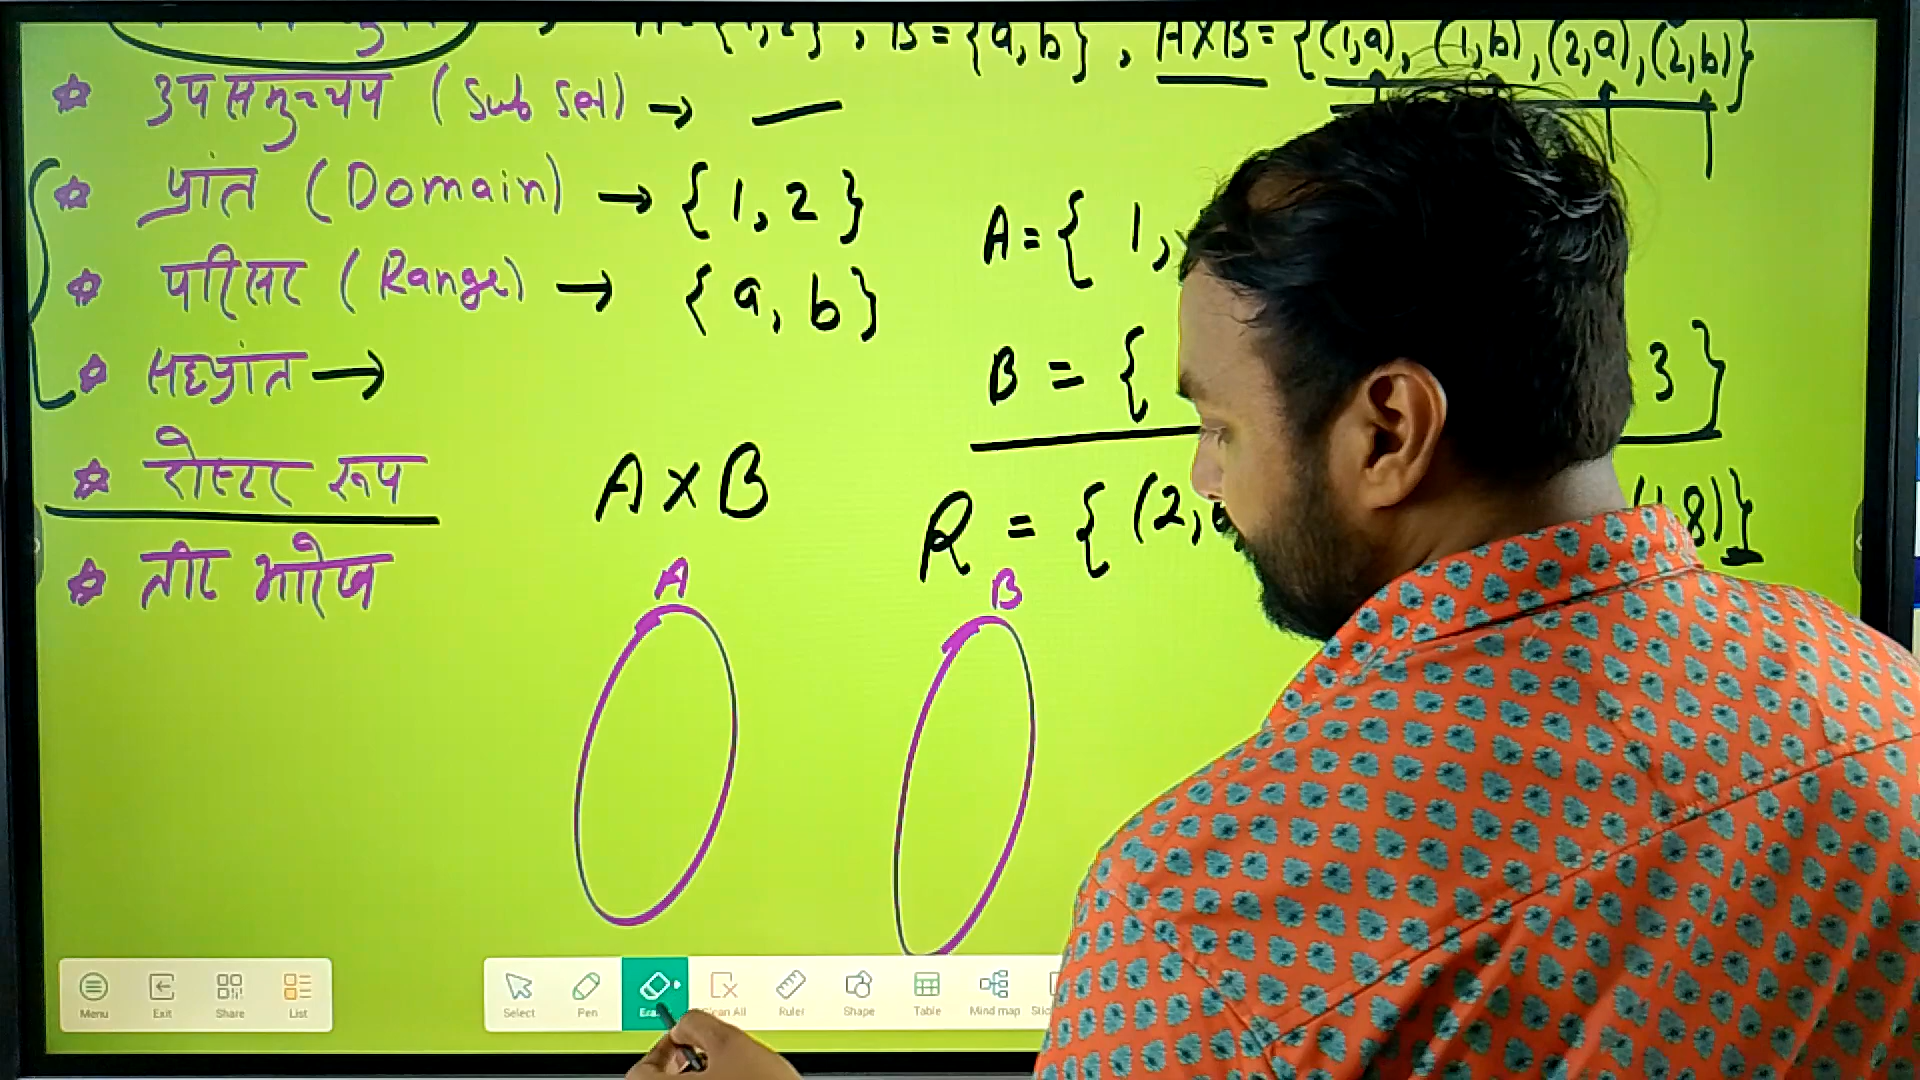 B = {a,b} , A×B = {(1,a), (1,b), (2,a), (2,b)}
उपसमुच्चय (Sub Set) →
प्रांत (Domain) → {1, 2}
A = { 1,
परिसर (Range) → {a, b}
B = { 3 }
सहप्रांत →
रोस्टर रूप
A×B
R = { (2, 8)}
तीर आरेख
A B
Menu Exit Share List Select Pen Clean All Ruler Shape Table Mind map